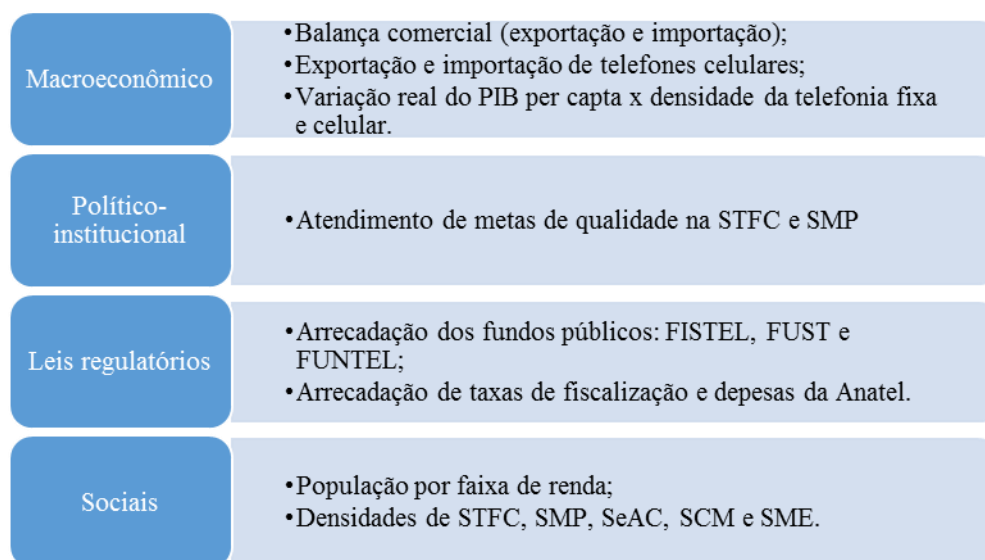 Macroeconômico
•Balança comercial (exportação e importação);
•Exportação e importação de telefones celulares;
•Variação real do PIB per capta x densidade da telefonia fixa
e celular.
Político-
institucional
•Atendimento de metas de qualidade na STFC e SMP
Leis regulatórios
•Arrecadação dos fundos públicos: FISTEL, FUST e
FUNTEL;
•Arrecadação de taxas de fiscalização e depesas da Anatel.
Sociais
•População por faixa de renda;
•Densidades de STFC, SMP, SeAC, SCM e SME.